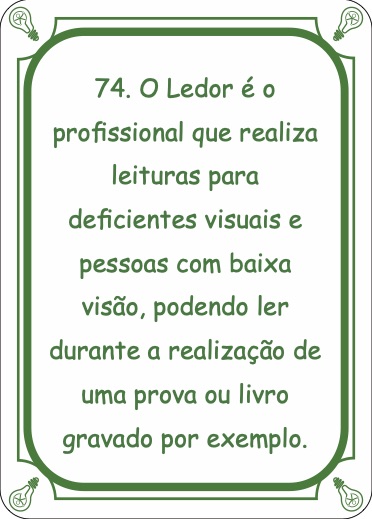 74. O Ledor é o
profissional que realiza
leituras para
deficientes visuais e
pessoas com baixa
visão, podendo ler
durante a realização de
uma prova ou livro
gravado por exemplo.